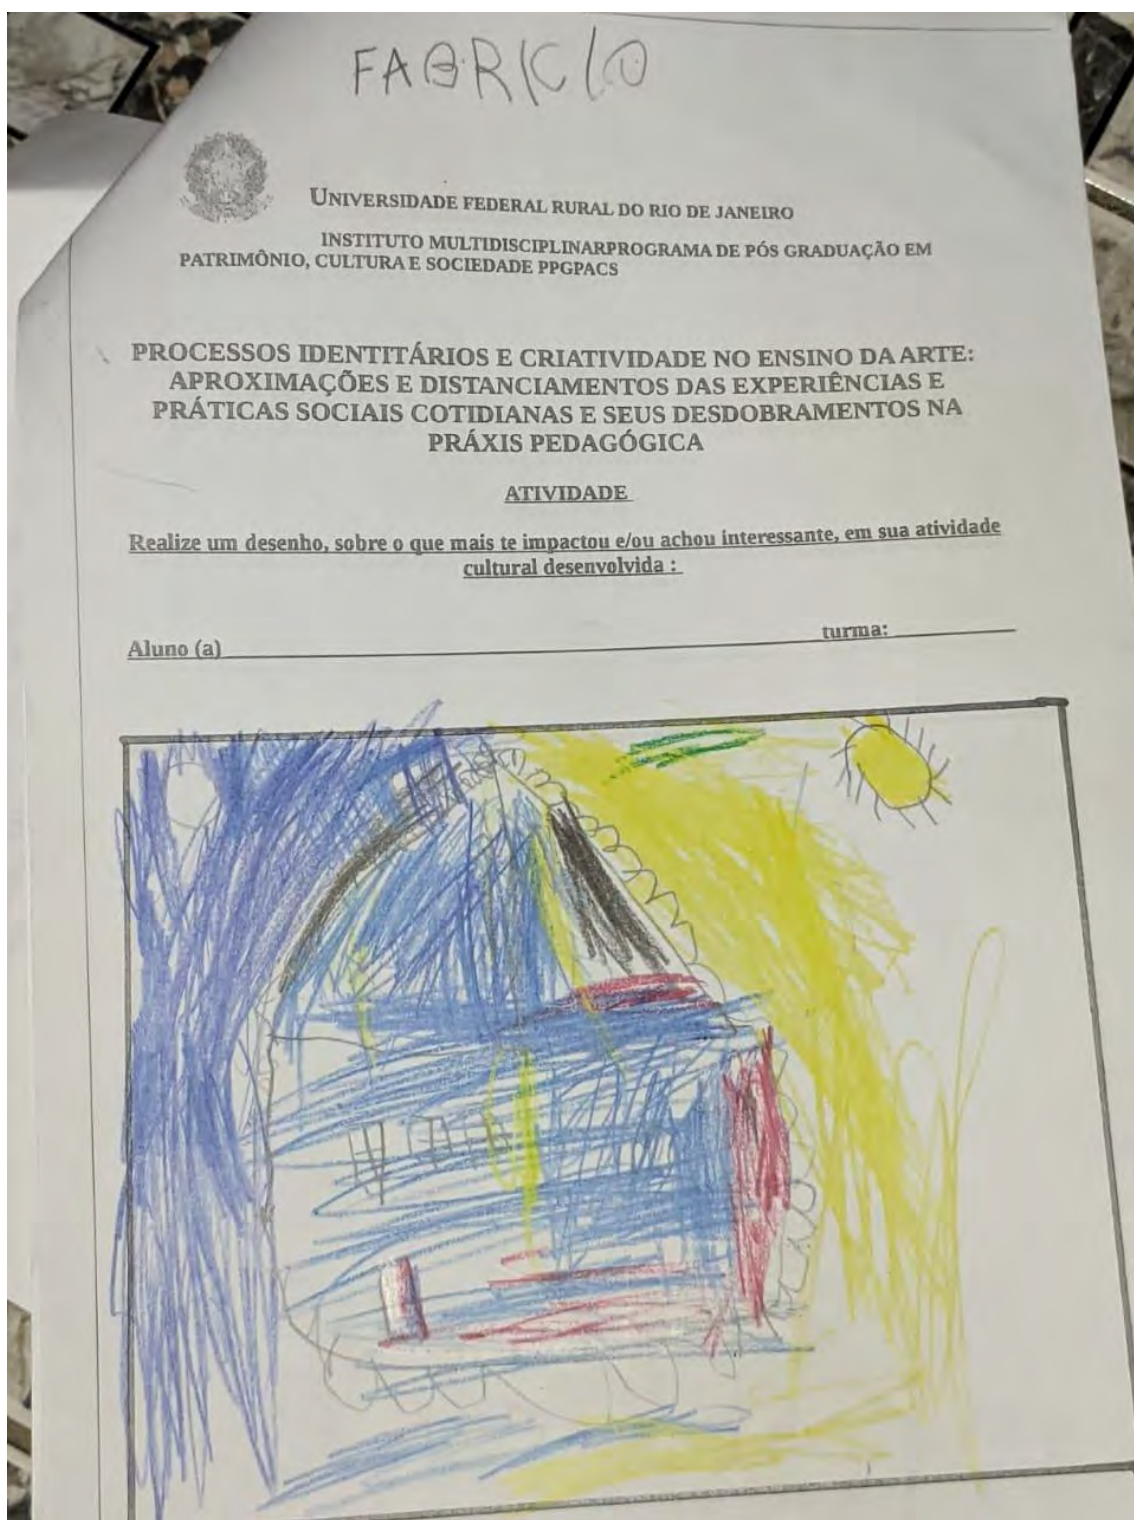 FABRICIO
UNIVERSIDADE FEDERAL RURAL DO RIO DE JANEIRO
INSTITUTO MULTIDISCIPLINARPROGRAMA DE PÓS GRADUAÇÃO EM
PATRIMÔNIO, CULTURA E SOCIEDADE PPGPACS
PROCESSOS IDENTITÁRIOS E CRIATIVIDADE NO ENSINO DA ARTE:
APROXIMAÇÕES E DISTANCIAMENTOS DAS EXPERIÊNCIAS E
PRÁTICAS SOCIAIS COTIDIANAS E SEUS DESDOBRAMENTOS NA
PRÁXIS PEDAGÓGICA
ATIVIDADE
Realize um desenho, sobre o que mais te impactou e/ou achou interessante, em sua atividade
cultural desenvolvida :
Aluno (a) turma: